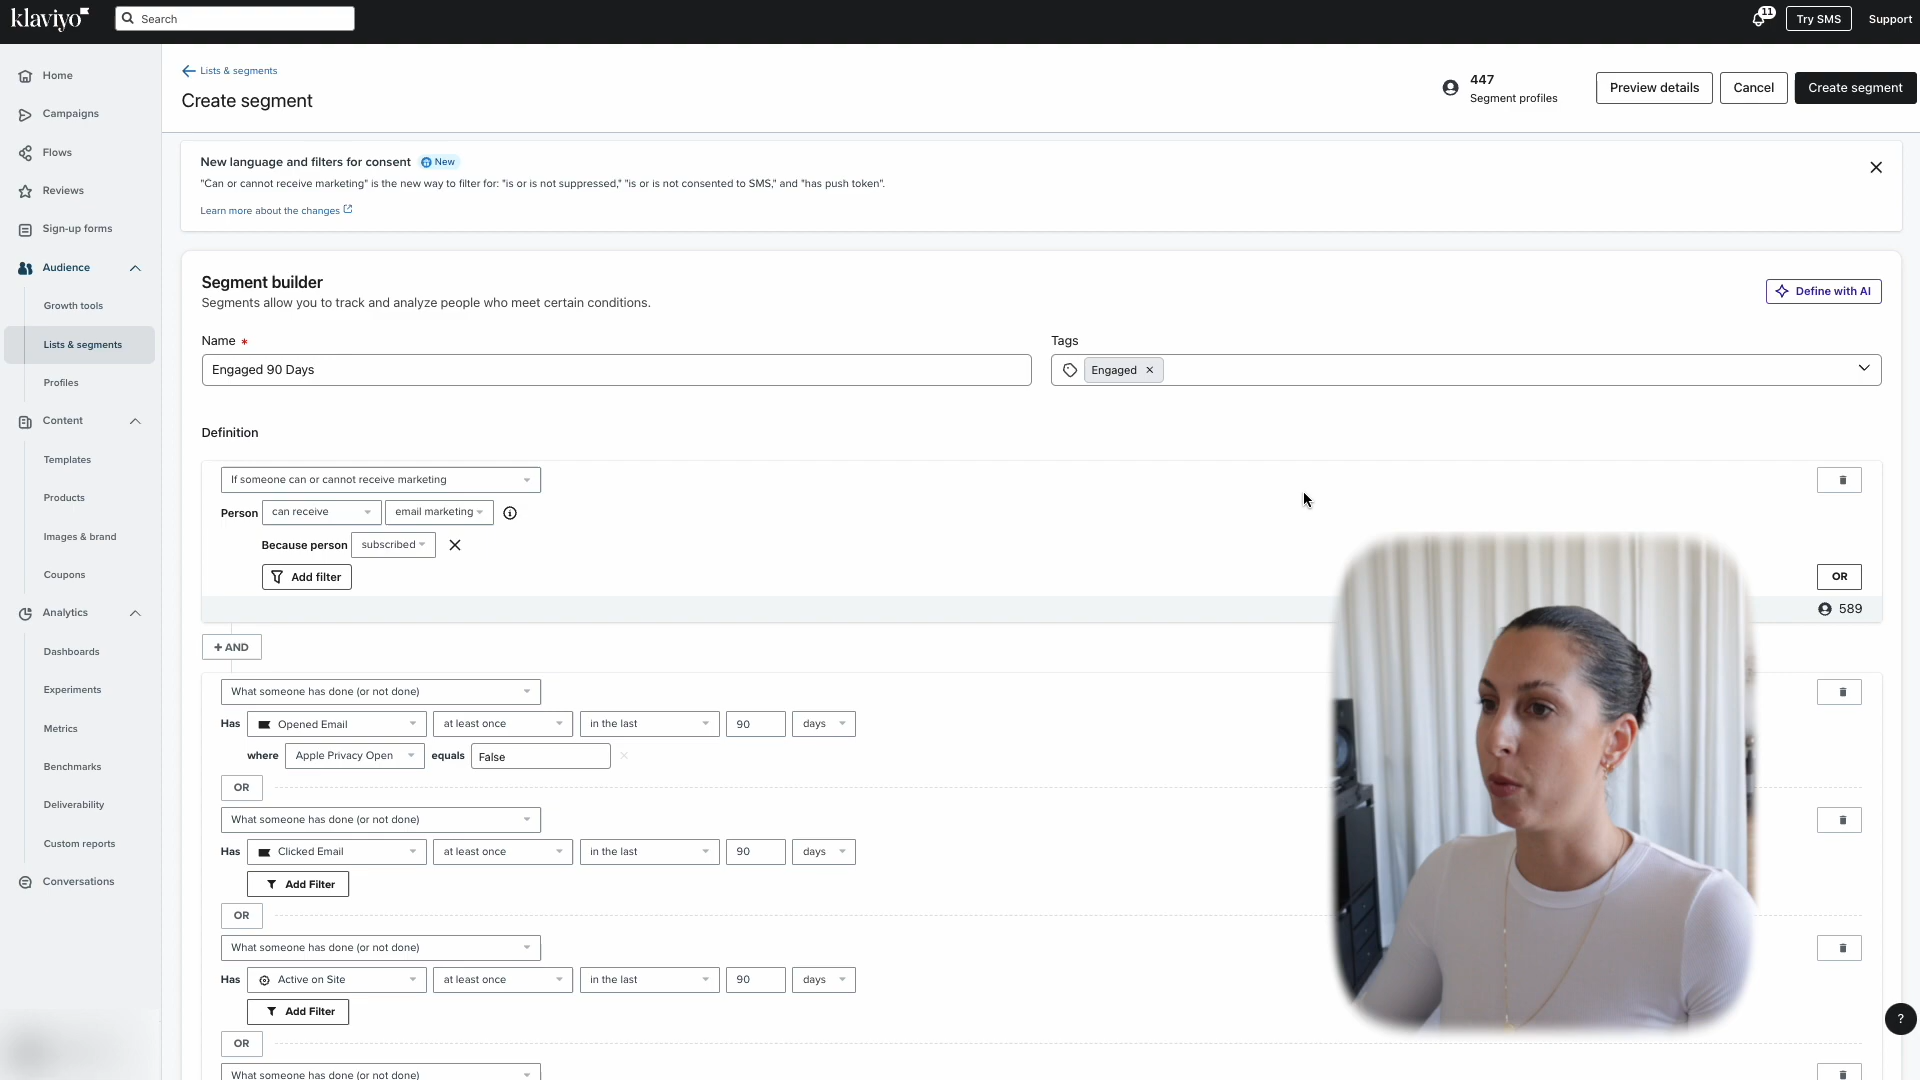 klaviyo
Search
11
Try SMS
Support
Home
Campaigns
Flows
Reviews
Sign-up forms
Audience
Growth tools
Lists & segments
Profiles
Content
Templates
Products
Images & brand
Coupons
Analytics
Dashboards
Experiments
Metrics
Benchmarks
Deliverability
Custom reports
Conversations
Lists & segments
Create segment
447
Segment profiles
Preview details
Cancel
Create segment
New language and filters for consent New
"Can or cannot receive marketing" is the new way to filter for: "is or is not suppressed," "is or is not consented to SMS," and "has push token".
Learn more about the changes
Segment builder
Segments allow you to track and analyze people who meet certain conditions.
Define with AI
Name *
Engaged 90 Days
Tags
Engaged ×
Definition
If someone can or cannot receive marketing
Person can receive email marketing
Because person subscribed
Add filter
OR
589
+ AND
What someone has done (or not done)
Has Opened Email at least once in the last 90 days
where Apple Privacy Open equals False
OR
What someone has done (or not done)
Has Clicked Email at least once in the last 90 days
Add Filter
OR
What someone has done (or not done)
Has Active on Site at least once in the last 90 days
Add Filter
OR
What someone has done (or not done)
?